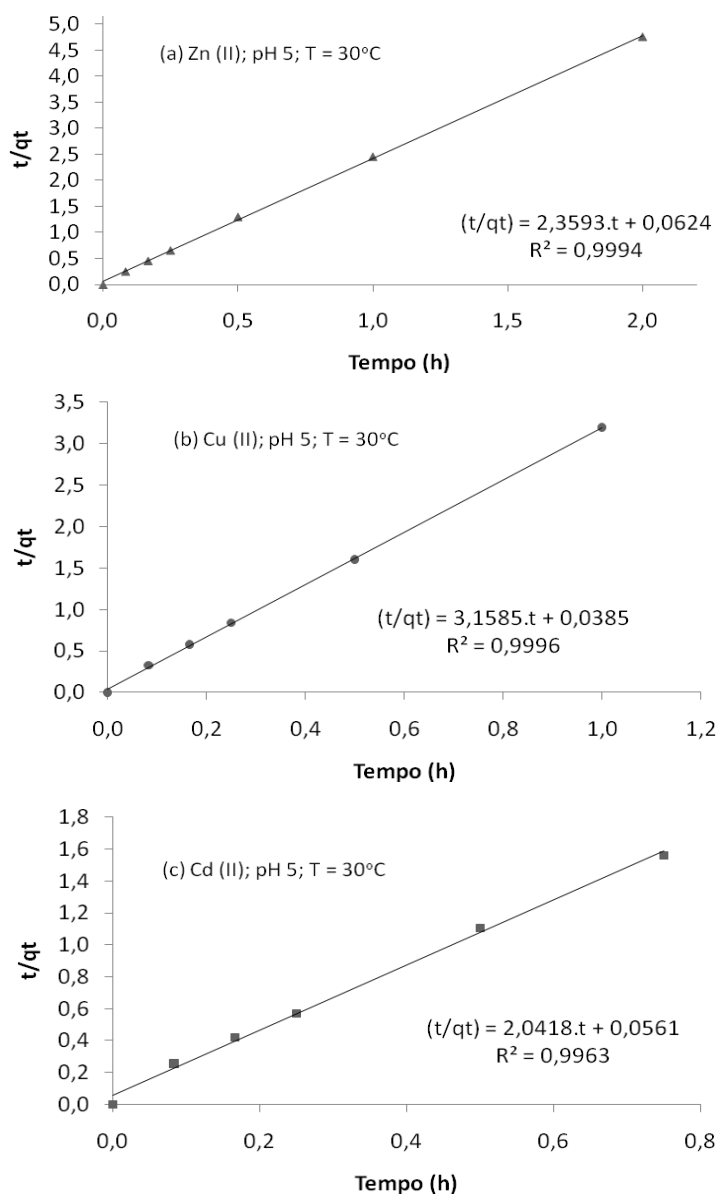 5,0
4,5
4,0
3,5
3,0
2,5
2,0
1,5
1,0
0,5
0,0
t/qt
(a) Zn (II); pH 5; T = 30°C
(t/qt) = 2,3593.t + 0,0624
R² = 0,9994
0,0 0,5 1,0 1,5 2,0
Tempo (h)
3,5
3,0
2,5
2,0
1,5
1,0
0,5
0,0
t/qt
(b) Cu (II); pH 5; T = 30°C
(t/qt) = 3,1585.t + 0,0385
R² = 0,9996
0,0 0,2 0,4 0,6 0,8 1,0 1,2
Tempo (h)
1,8
1,6
1,4
1,2
1,0
0,8
0,6
0,4
0,2
0,0
t/qt
(c) Cd (II); pH 5; T = 30°C
(t/qt) = 2,0418.t + 0,0561
R² = 0,9963
0,0 0,2 0,4 0,6 0,8
Tempo (h)